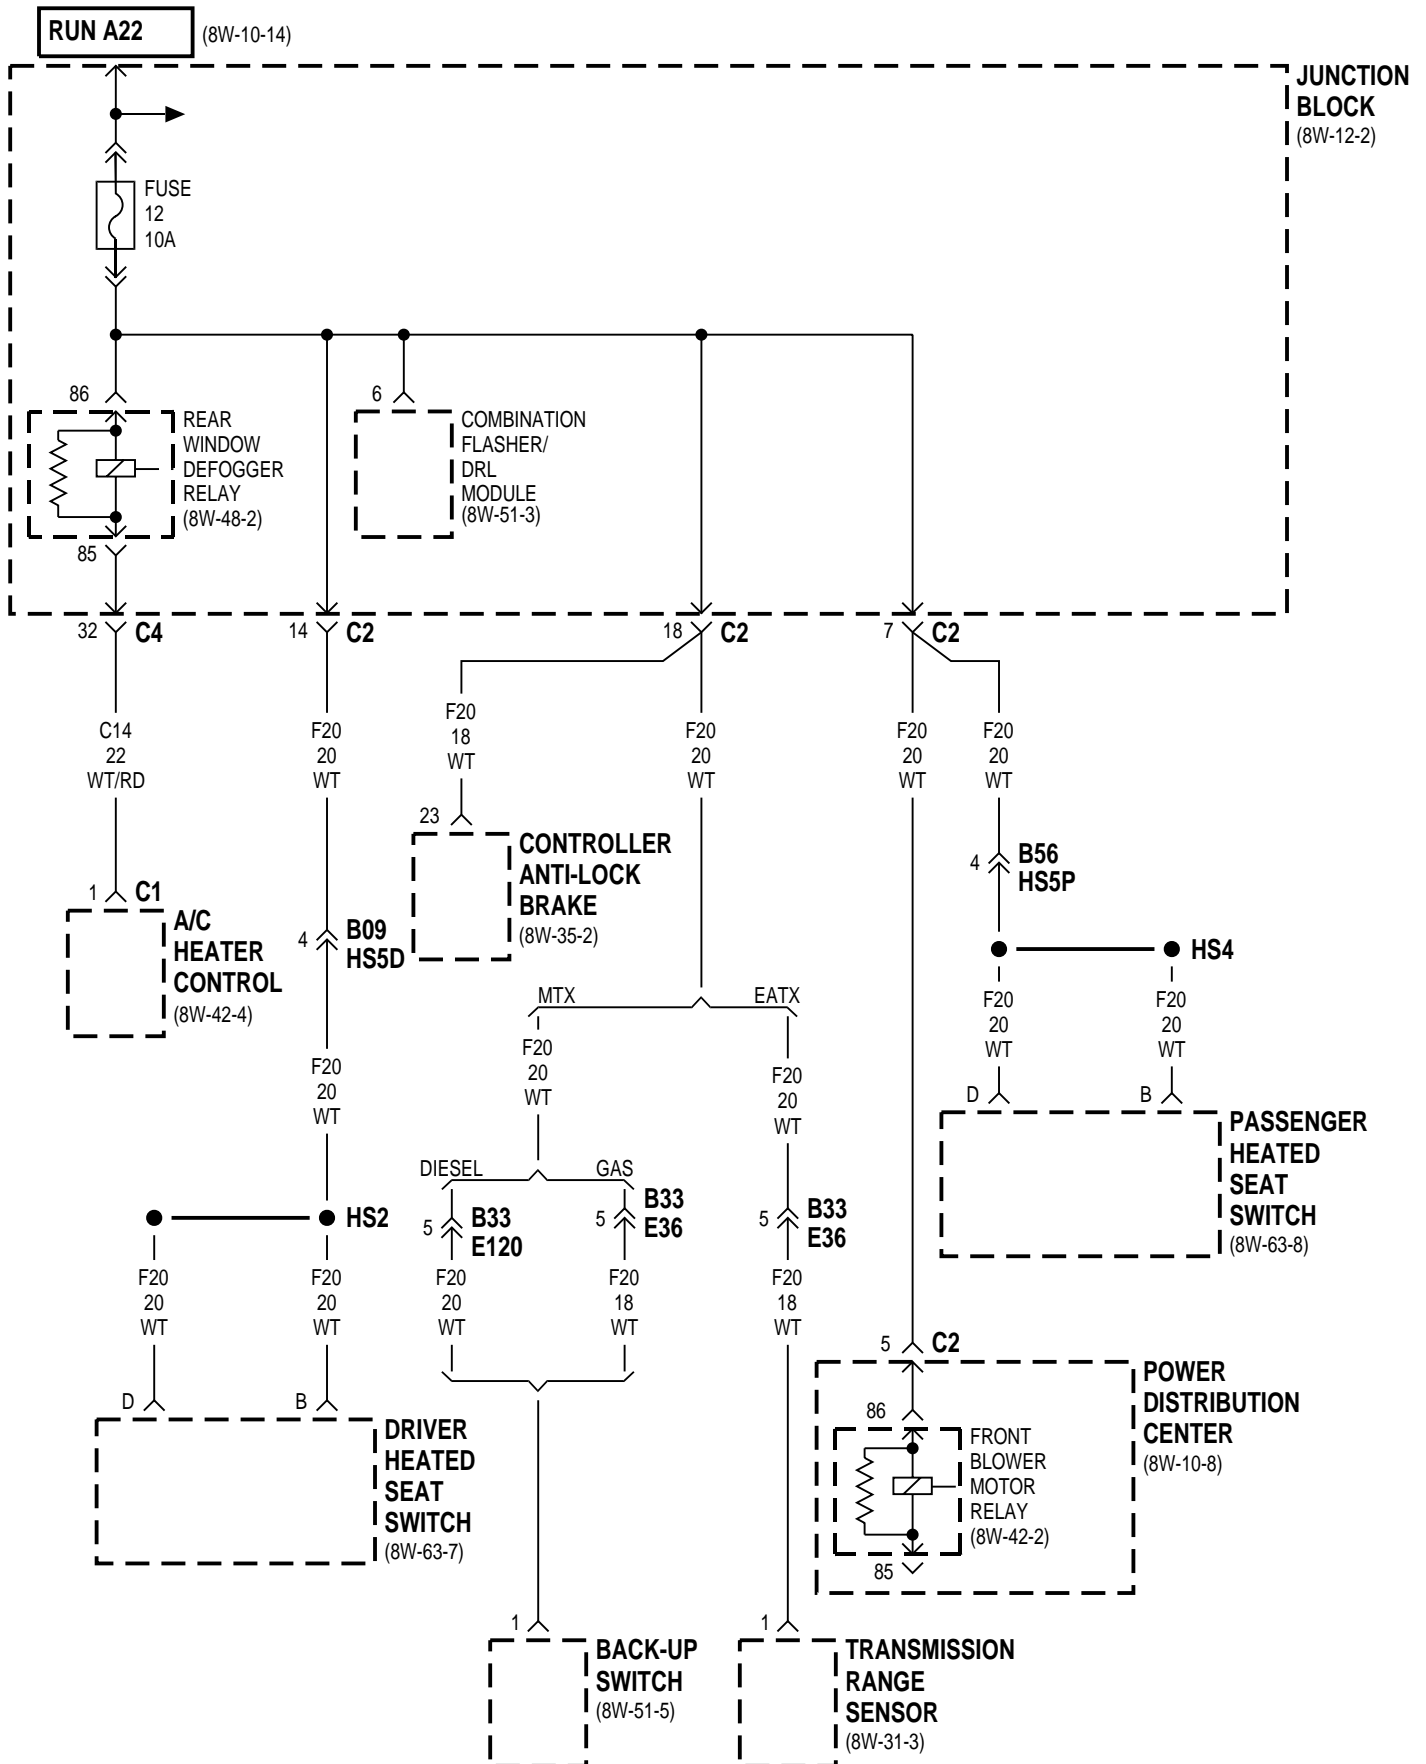 RUN A22 (8W-10-14)
JUNCTION
BLOCK
(8W-12-2)
FUSE
12
10A
86
REAR
WINDOW
DEFOGGER
RELAY
(8W-48-2)
85
6
COMBINATION
FLASHER/
DRL
MODULE
(8W-51-3)
32 C4
14 C2
18 C2
7 C2
C14
22
WT/RD
F20
20
WT
F20
18
WT
F20
20
WT
F20
20
WT
F20
20
WT
1 C1
A/C
HEATER
CONTROL
(8W-42-4)
4 B09
HS5D
23
CONTROLLER
ANTI-LOCK
BRAKE
(8W-35-2)
4 B56
HS5P
HS4
F20
20
WT
F20
20
WT
D
B
PASSENGER
HEATED
SEAT
SWITCH
(8W-63-8)
MTX
EATX
F20
20
WT
F20
20
WT
F20
20
WT
DIESEL
GAS
5 B33
E120
5 B33
E36
5 B33
E36
HS2
F20
20
WT
F20
20
WT
F20
20
WT
F20
18
WT
F20
18
WT
D
B
DRIVER
HEATED
SEAT
SWITCH
(8W-63-7)
5 C2
POWER
DISTRIBUTION
CENTER
(8W-10-8)
86
FRONT
BLOWER
MOTOR
RELAY
(8W-42-2)
85
1
BACK-UP
SWITCH
(8W-51-5)
1
TRANSMISSION
RANGE
SENSOR
(8W-31-3)